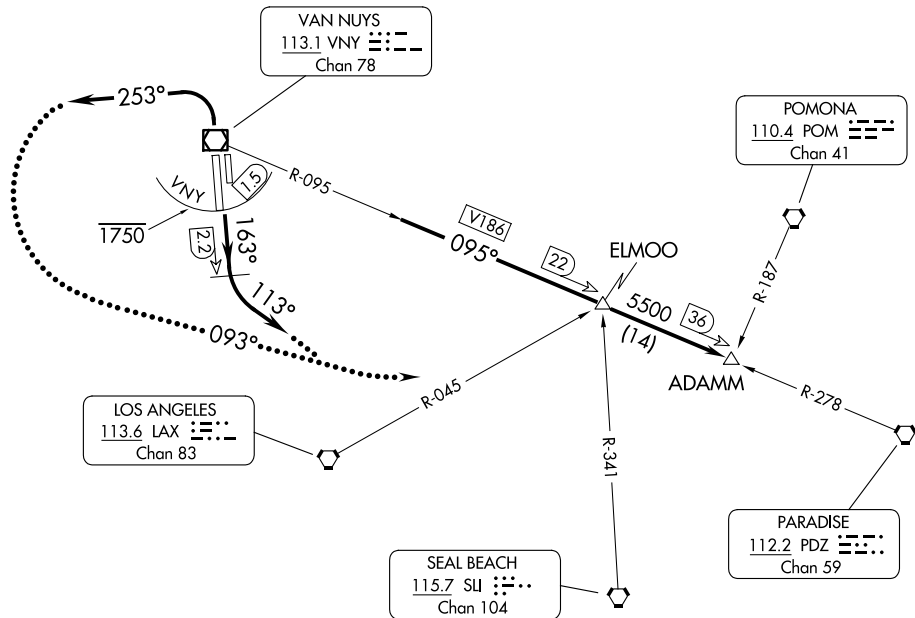 VAN NUYS
113.1 VNY
Chan 78
253°
POMONA
110.4 POM
Chan 41
VNY
1.5
R-095
1750
2.2
163°
V186
095°
ELMOO
22
R-187
113°
5500
36
(14)
ADAMM
093°
R-045
R-278
LOS ANGELES
113.6 LAX
Chan 83
R-341
PARADISE
112.2 PDZ
Chan 59
SEAL BEACH
115.7 SLI
Chan 104